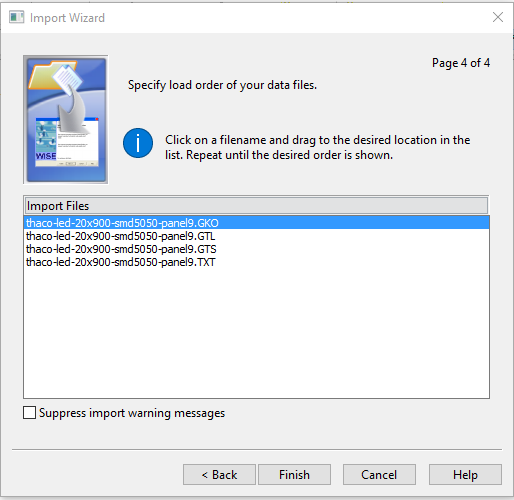 Import Wizard
Page 4 of 4
Specify load order of your data files.
WISE
Click on a filename and drag to the desired location in the
list. Repeat until the desired order is shown.
Import Files
thaco-led-20x900-smd5050-panel9.GKO
thaco-led-20x900-smd5050-panel9.GTL
thaco-led-20x900-smd5050-panel9.GTS
thaco-led-20x900-smd5050-panel9.TXT
Suppress import warning messages
< Back
Finish
Cancel
Help